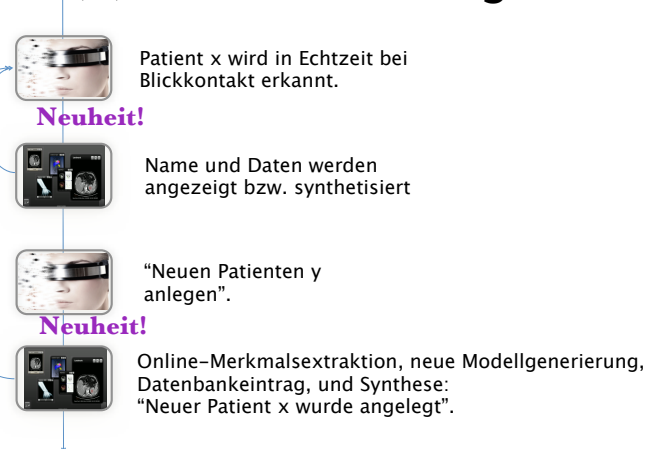 Patient x wird in Echtzeit bei
Blickkontakt erkannt.
Neuheit!
Name und Daten werden
angezeigt bzw. synthetisiert
“Neuen Patienten y
anlegen”.
Neuheit!
Online-Merkmalsextraktion, neue Modellgenerierung,
Datenbankeintrag, und Synthese:
“Neuer Patient x wurde angelegt”.